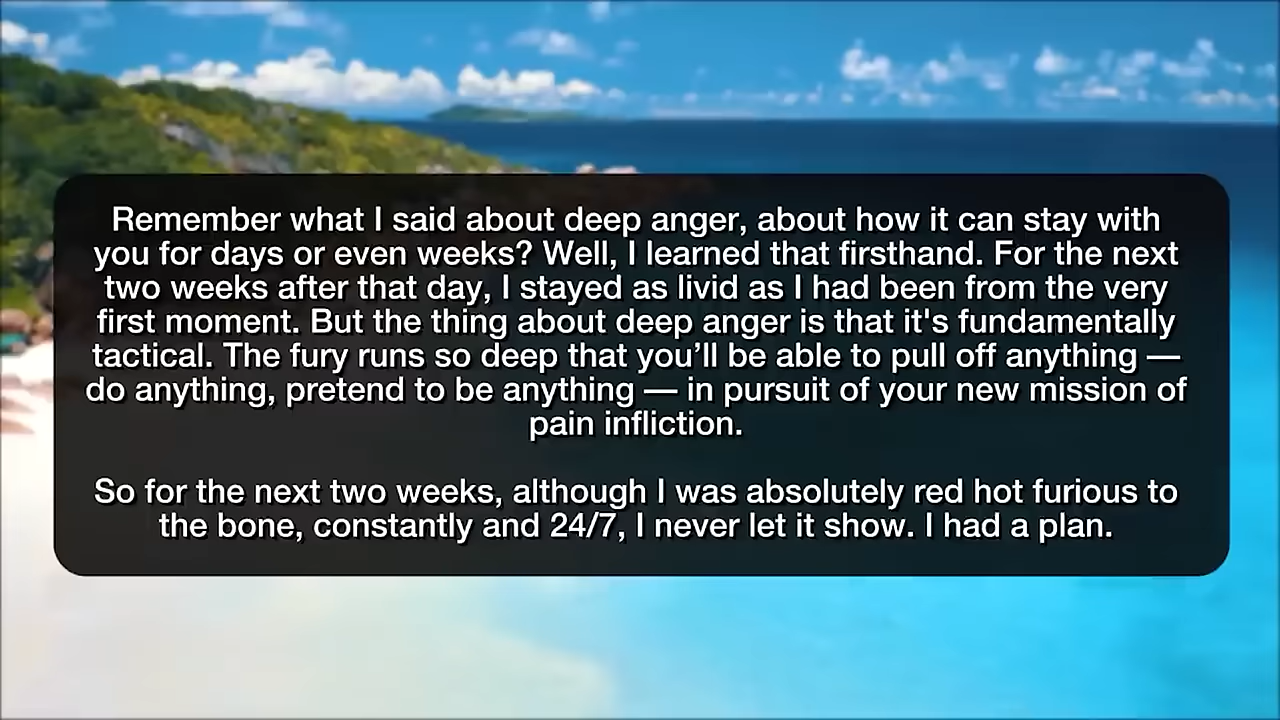 Remember what I said about deep anger, about how it can stay with
you for days or even weeks? Well, I learned that firsthand. For the next
two weeks after that day, I stayed as livid as I had been from the very
first moment. But the thing about deep anger is that it's fundamentally
tactical. The fury runs so deep that you’ll be able to pull off anything —
do anything, pretend to be anything — in pursuit of your new mission of
pain infliction.
So for the next two weeks, although I was absolutely red hot furious to
the bone, constantly and 24/7, I never let it show. I had a plan.